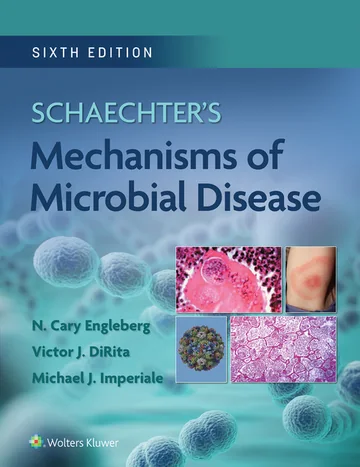 SIXTH EDITION
SCHAECHTER'S
Mechanisms of
Microbial Disease
N. Cary Engleberg
Victor J. DiRita
Michael J. Imperiale
Wolters Kluwer